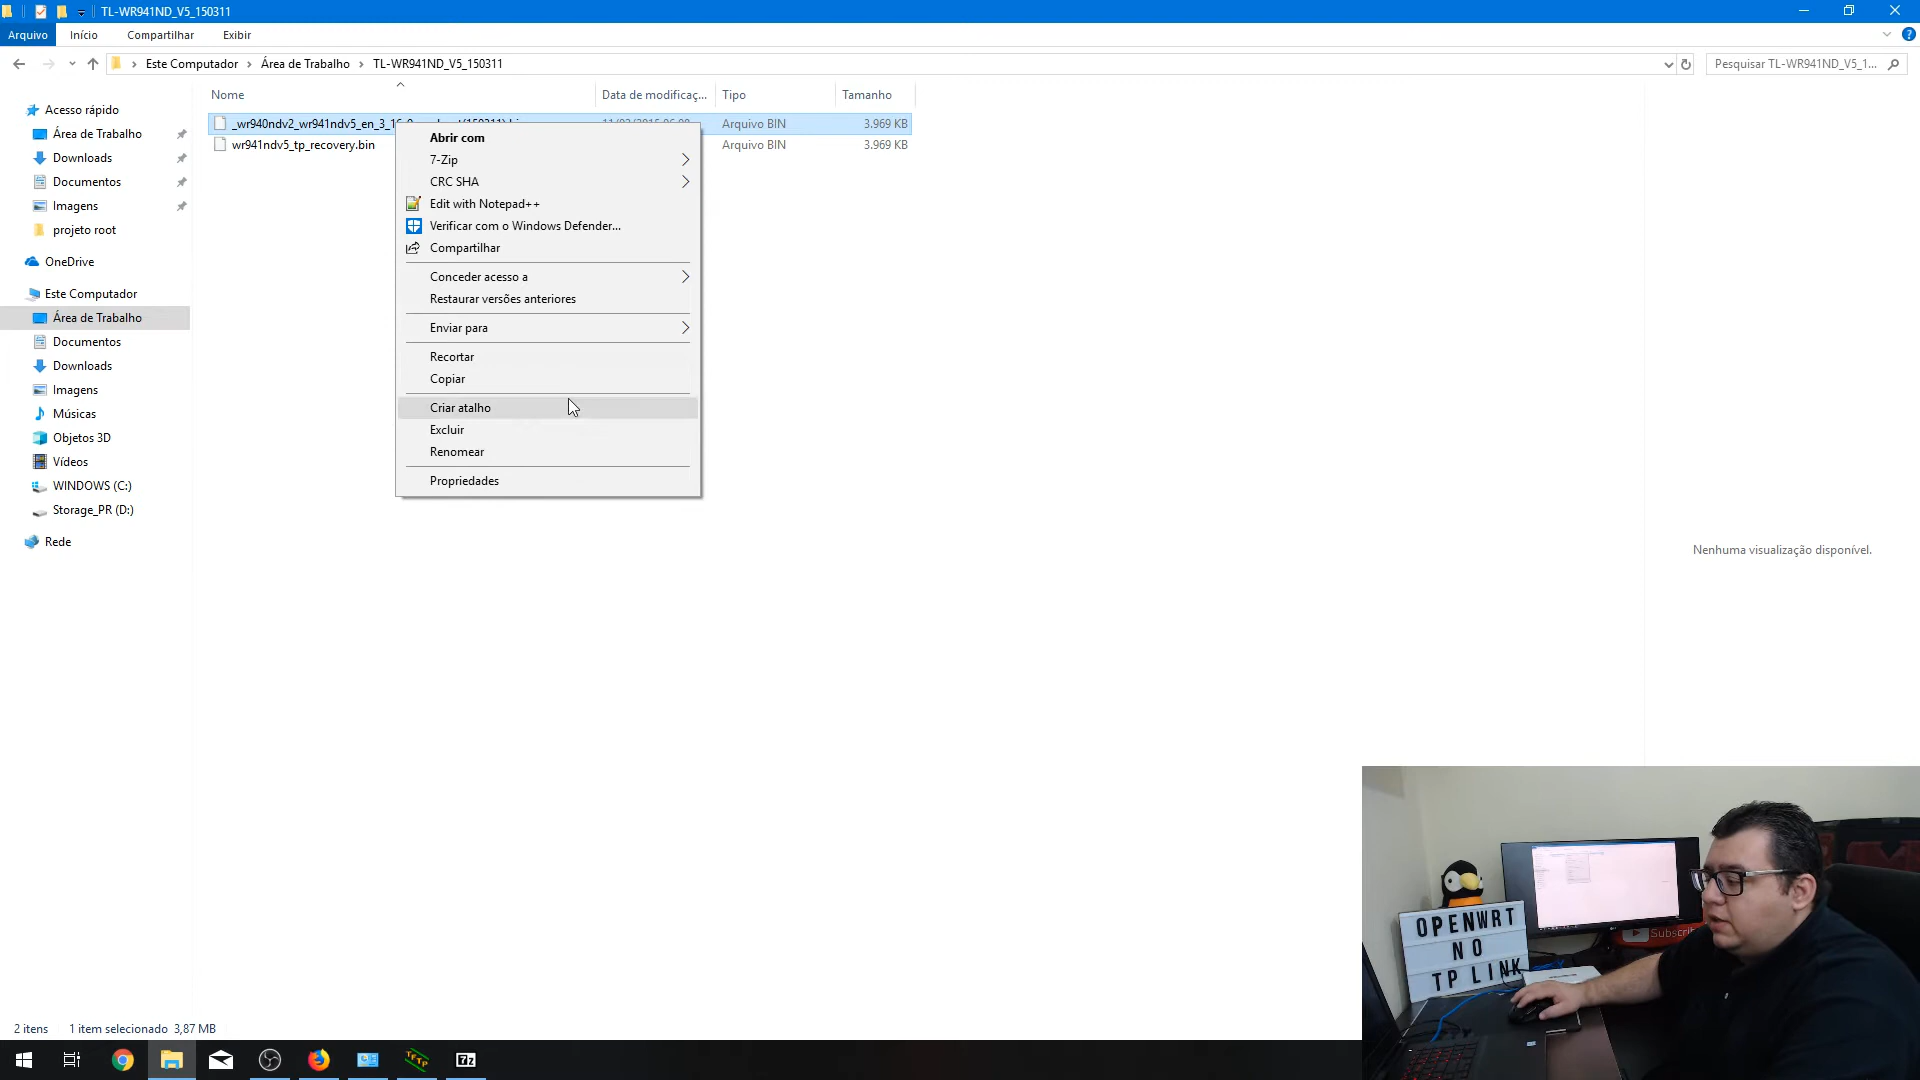 TL-WR941ND_V5_150311
Arquivo Início Compartilhar Exibir
Este Computador Área de Trabalho TL-WR941ND_V5_150311
Pesquisar TL-WR941ND_V5_1...
Nome Data de modificaç... Tipo Tamanho
_wr940ndv2_wr941ndv5_en_3_16 Arquivo BIN 3.969 KB
wr941ndv5_tp_recovery.bin Arquivo BIN 3.969 KB
Acesso rápido
Área de Trabalho
Downloads
Documentos
Imagens
projeto root
OneDrive
Este Computador
Área de Trabalho
Documentos
Downloads
Imagens
Músicas
Objetos 3D
Vídeos
WINDOWS (C:)
Storage_PR (D:)
Rede
Abrir com
7-Zip
CRC SHA
Edit with Notepad++
Verificar com o Windows Defender...
Compartilhar
Conceder acesso a
Restaurar versões anteriores
Enviar para
Recortar
Copiar
Criar atalho
Excluir
Renomear
Propriedades
Nenhuma visualização disponível.
OPENWRT
NO
TP LINK
Subscrib
2 itens 1 item selecionado 3,87 MB
TFTP
7z